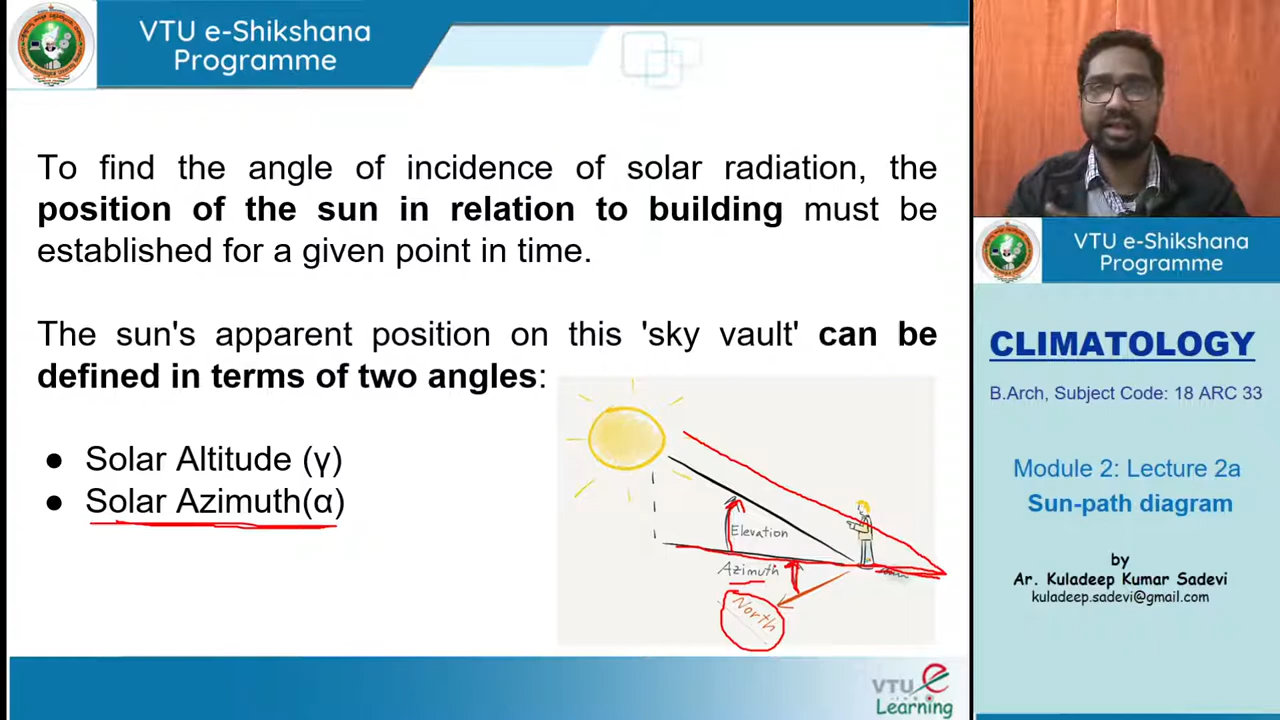 VTU e-Shikshana
Programme
To find the angle of incidence of solar radiation, the
position of the sun in relation to building must be
established for a given point in time.
The sun's apparent position on this 'sky vault' can be
defined in terms of two angles:
● Solar Altitude (γ)
● Solar Azimuth(α)
Elevation
Azimuth
North
VTU e
Learning
VTU e-Shikshana
Programme
CLIMATOLOGY
B.Arch, Subject Code: 18 ARC 33
Module 2: Lecture 2a
Sun-path diagram
by
Ar. Kuladeep Kumar Sadevi
kuladeep.sadevi@gmail.com